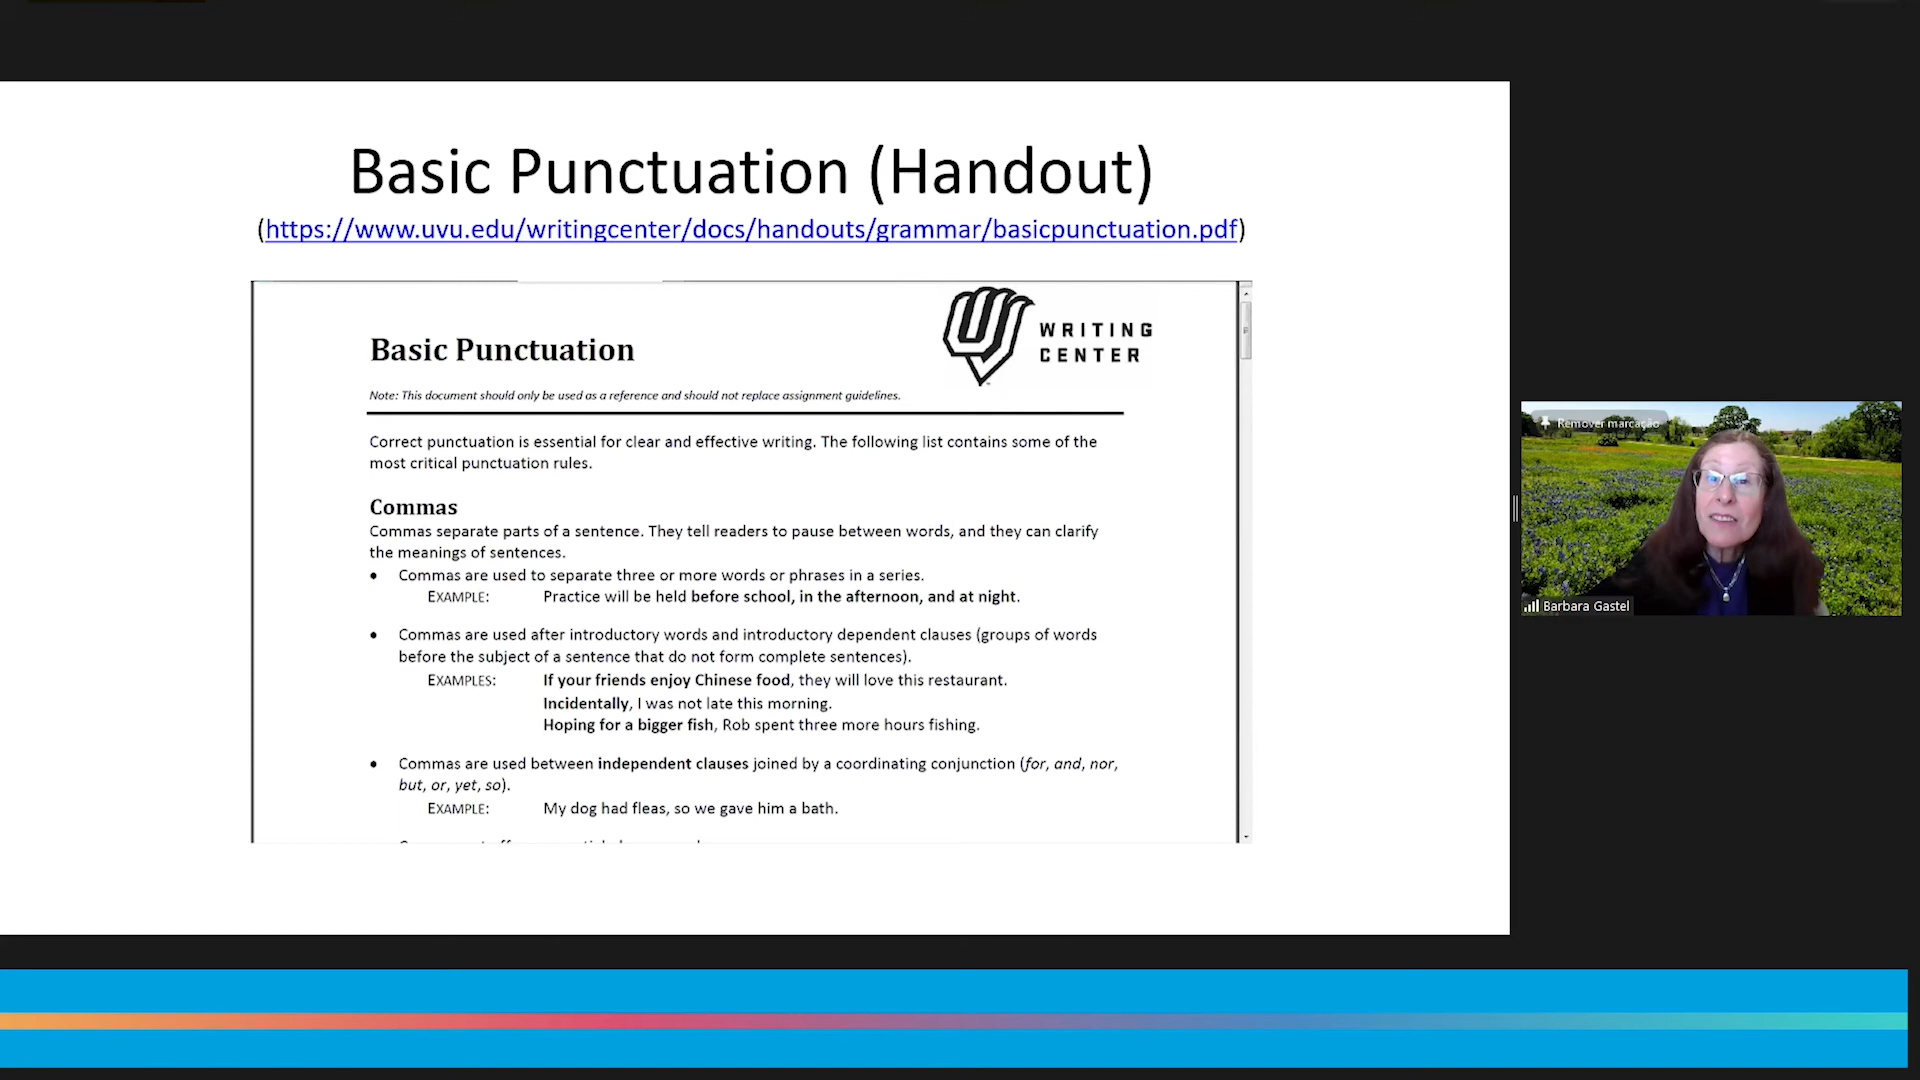 Basic Punctuation (Handout)
(https://www.uvu.edu/writingcenter/docs/handouts/grammar/basicpunctuation.pdf)
WRITING
CENTER
Basic Punctuation
Note: This document should only be used as a reference and should not replace assignment guidelines.
Correct punctuation is essential for clear and effective writing. The following list contains some of the
most critical punctuation rules.
Commas
Commas separate parts of a sentence. They tell readers to pause between words, and they can clarify
the meanings of sentences.
• Commas are used to separate three or more words or phrases in a series.
EXAMPLE: Practice will be held before school, in the afternoon, and at night.
• Commas are used after introductory words and introductory dependent clauses (groups of words
before the subject of a sentence that do not form complete sentences).
EXAMPLES: If your friends enjoy Chinese food, they will love this restaurant.
Incidentally, I was not late this morning.
Hoping for a bigger fish, Rob spent three more hours fishing.
• Commas are used between independent clauses joined by a coordinating conjunction (for, and, nor,
but, or, yet, so).
EXAMPLE: My dog had fleas, so we gave him a bath.
Remover marcação
Barbara Gastel